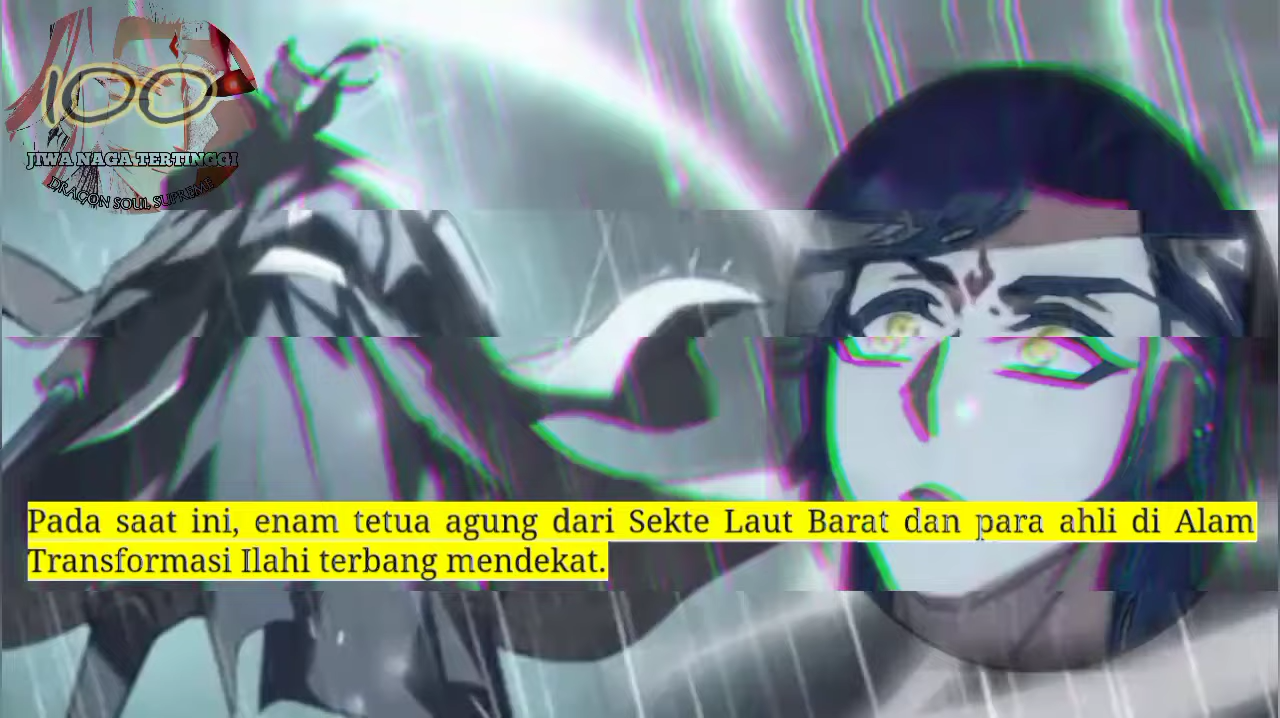 100
JIWA NAGA TERTINGGI
DRAGON SOUL SUPREME
Pada saat ini, enam tetua agung dari Sekte Laut Barat dan para ahli di Alam
Transformasi Ilahi terbang mendekat.